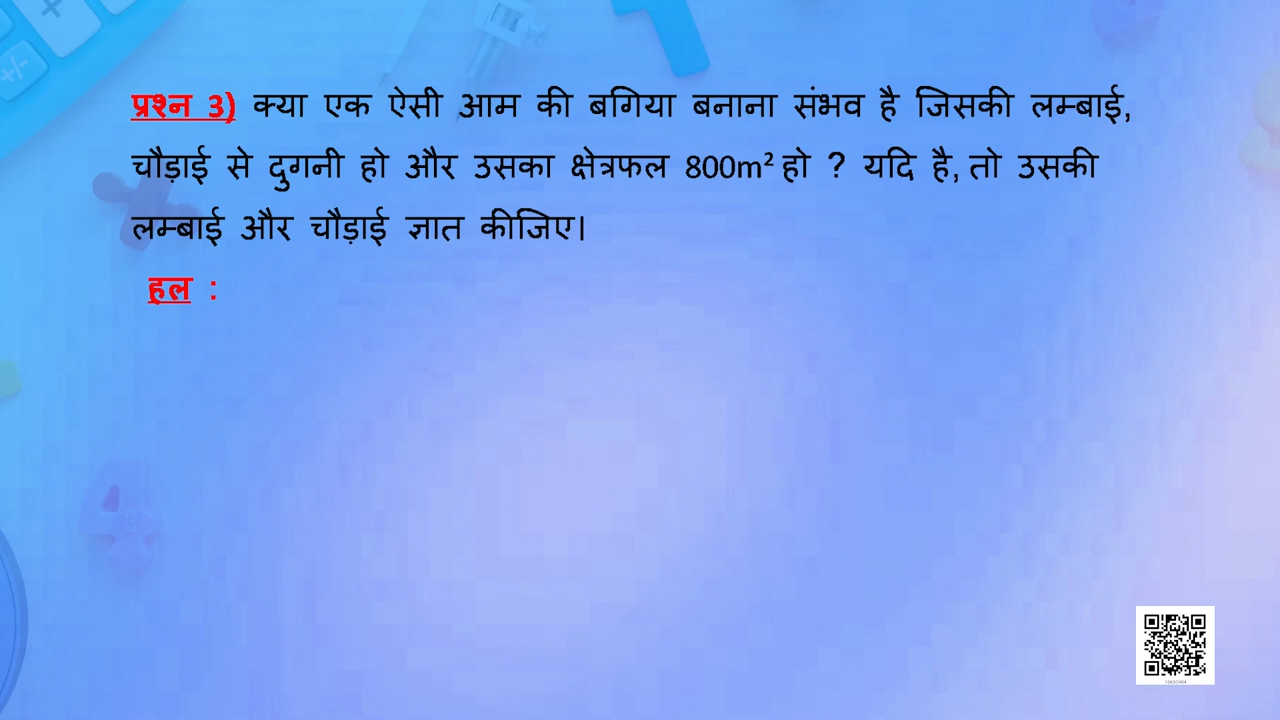 प्रश्न 3) क्या एक ऐसी आम की बगिया बनाना संभव है जिसकी लम्बाई,
चौड़ाई से दुगनी हो और उसका क्षेत्रफल 800m² हो ? यदि है, तो उसकी
लम्बाई और चौड़ाई ज्ञात कीजिए।
हल :